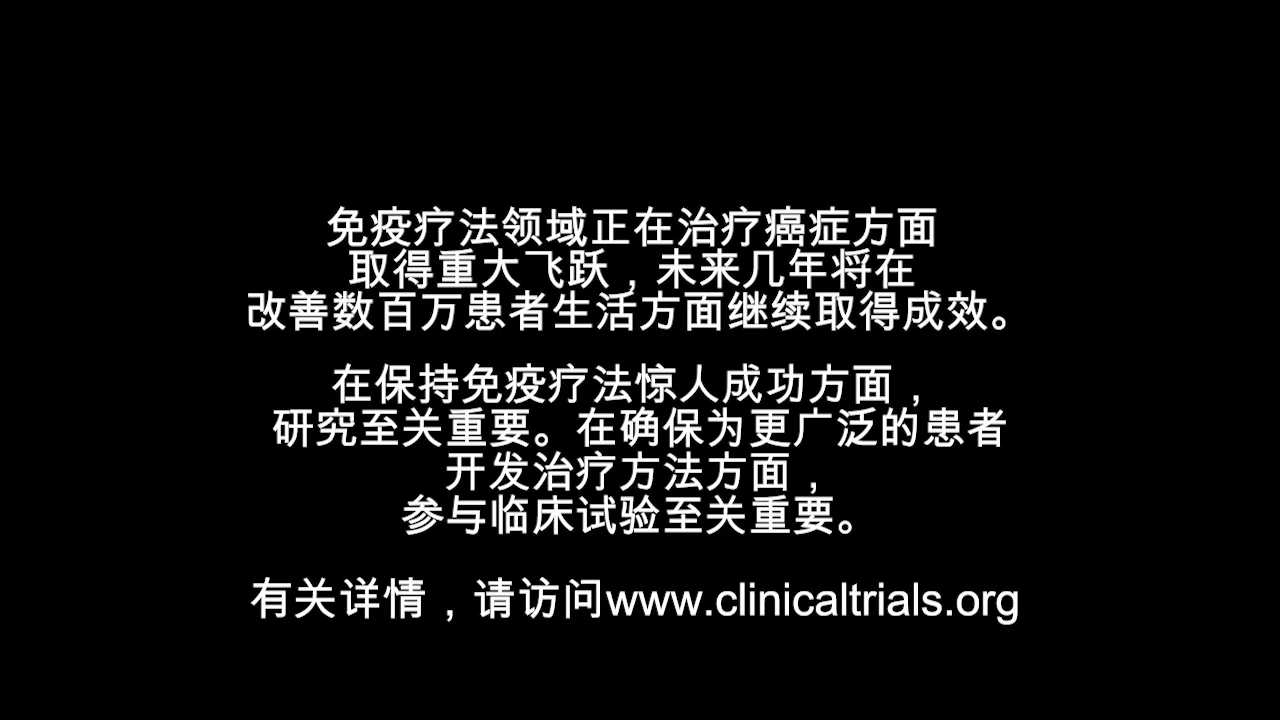 免疫疗法领域正在治疗癌症方面
取得重大飞跃，未来几年将在
改善数百万患者生活方面继续取得成效。
在保持免疫疗法惊人成功方面，
研究至关重要。在确保为更广泛的患者
开发治疗方法方面，
参与临床试验至关重要。
有关详情，请访问www.clinicaltrials.org